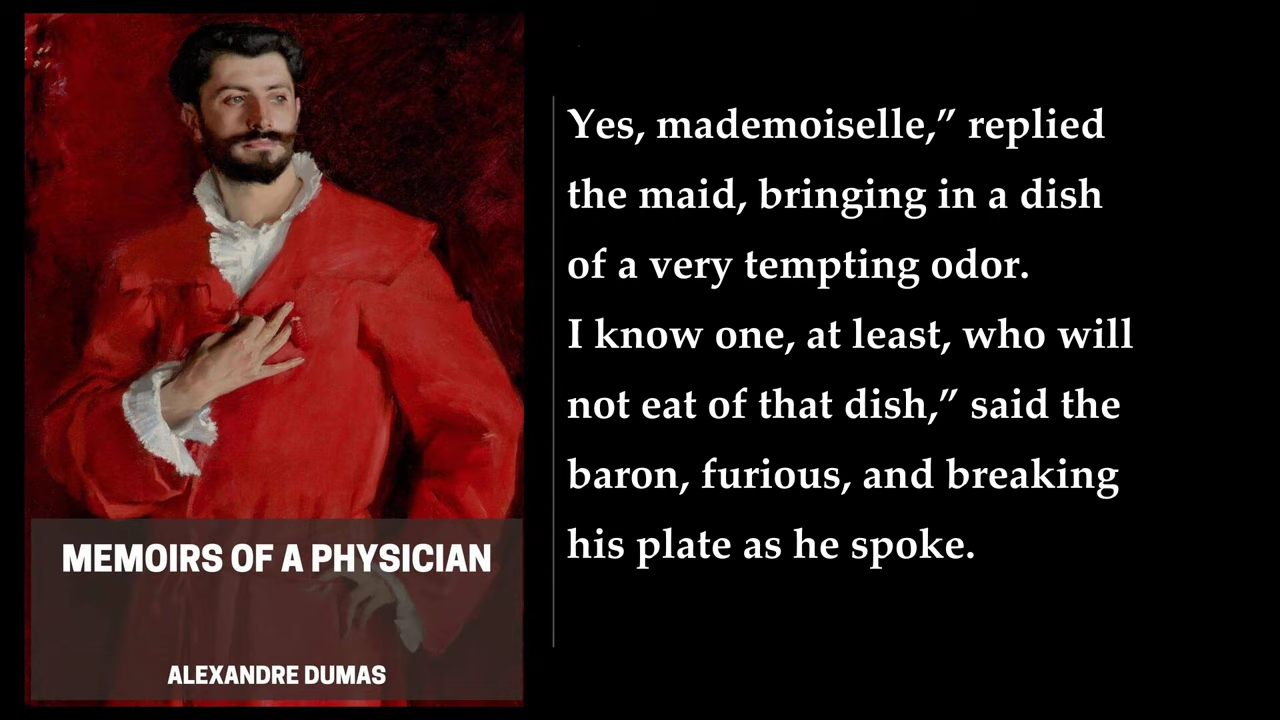 MEMOIRS OF A PHYSICIAN
ALEXANDRE DUMAS
Yes, mademoiselle,” replied
the maid, bringing in a dish
of a very tempting odor.
I know one, at least, who will
not eat of that dish,” said the
baron, furious, and breaking
his plate as he spoke.